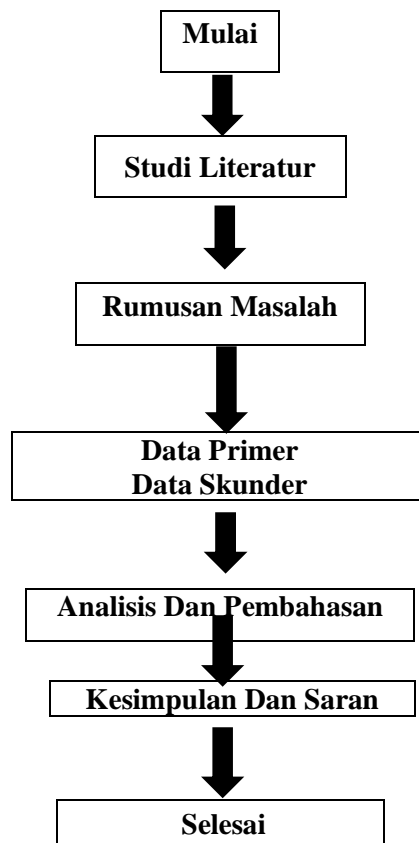 Mulai
Studi Literatur
Rumusan Masalah
Data Primer
Data Skunder
Analisis Dan Pembahasan
Kesimpulan Dan Saran
Selesai